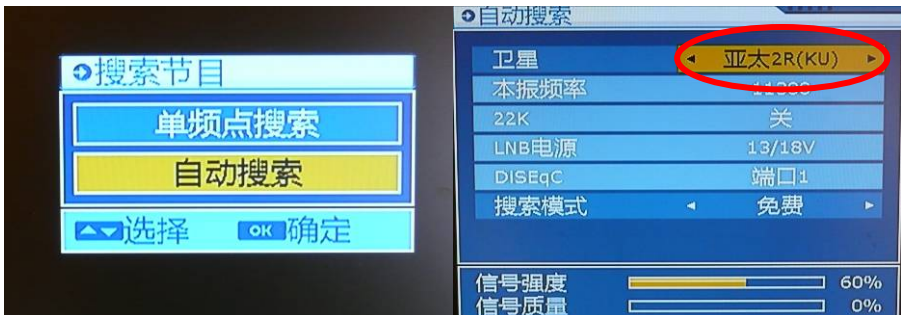 搜索节目
单频点搜索
自动搜索
选择 OK 确定
自动搜索
卫星 亚太2R(KU)
本振频率
22K 关
LNB电源 13/18V
DISEqC 端口1
搜索模式 免费
信号强度 60%
信号质量 0%